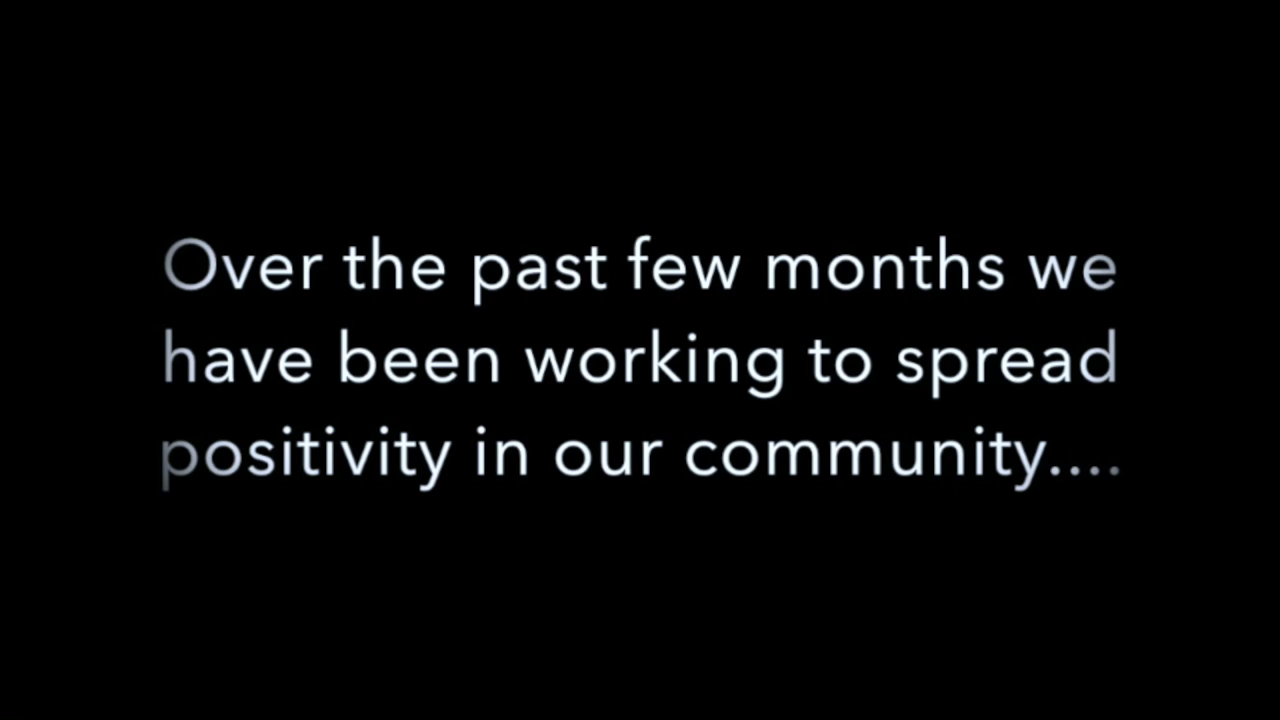 Over the past few months we
have been working to spread
positivity in our community....